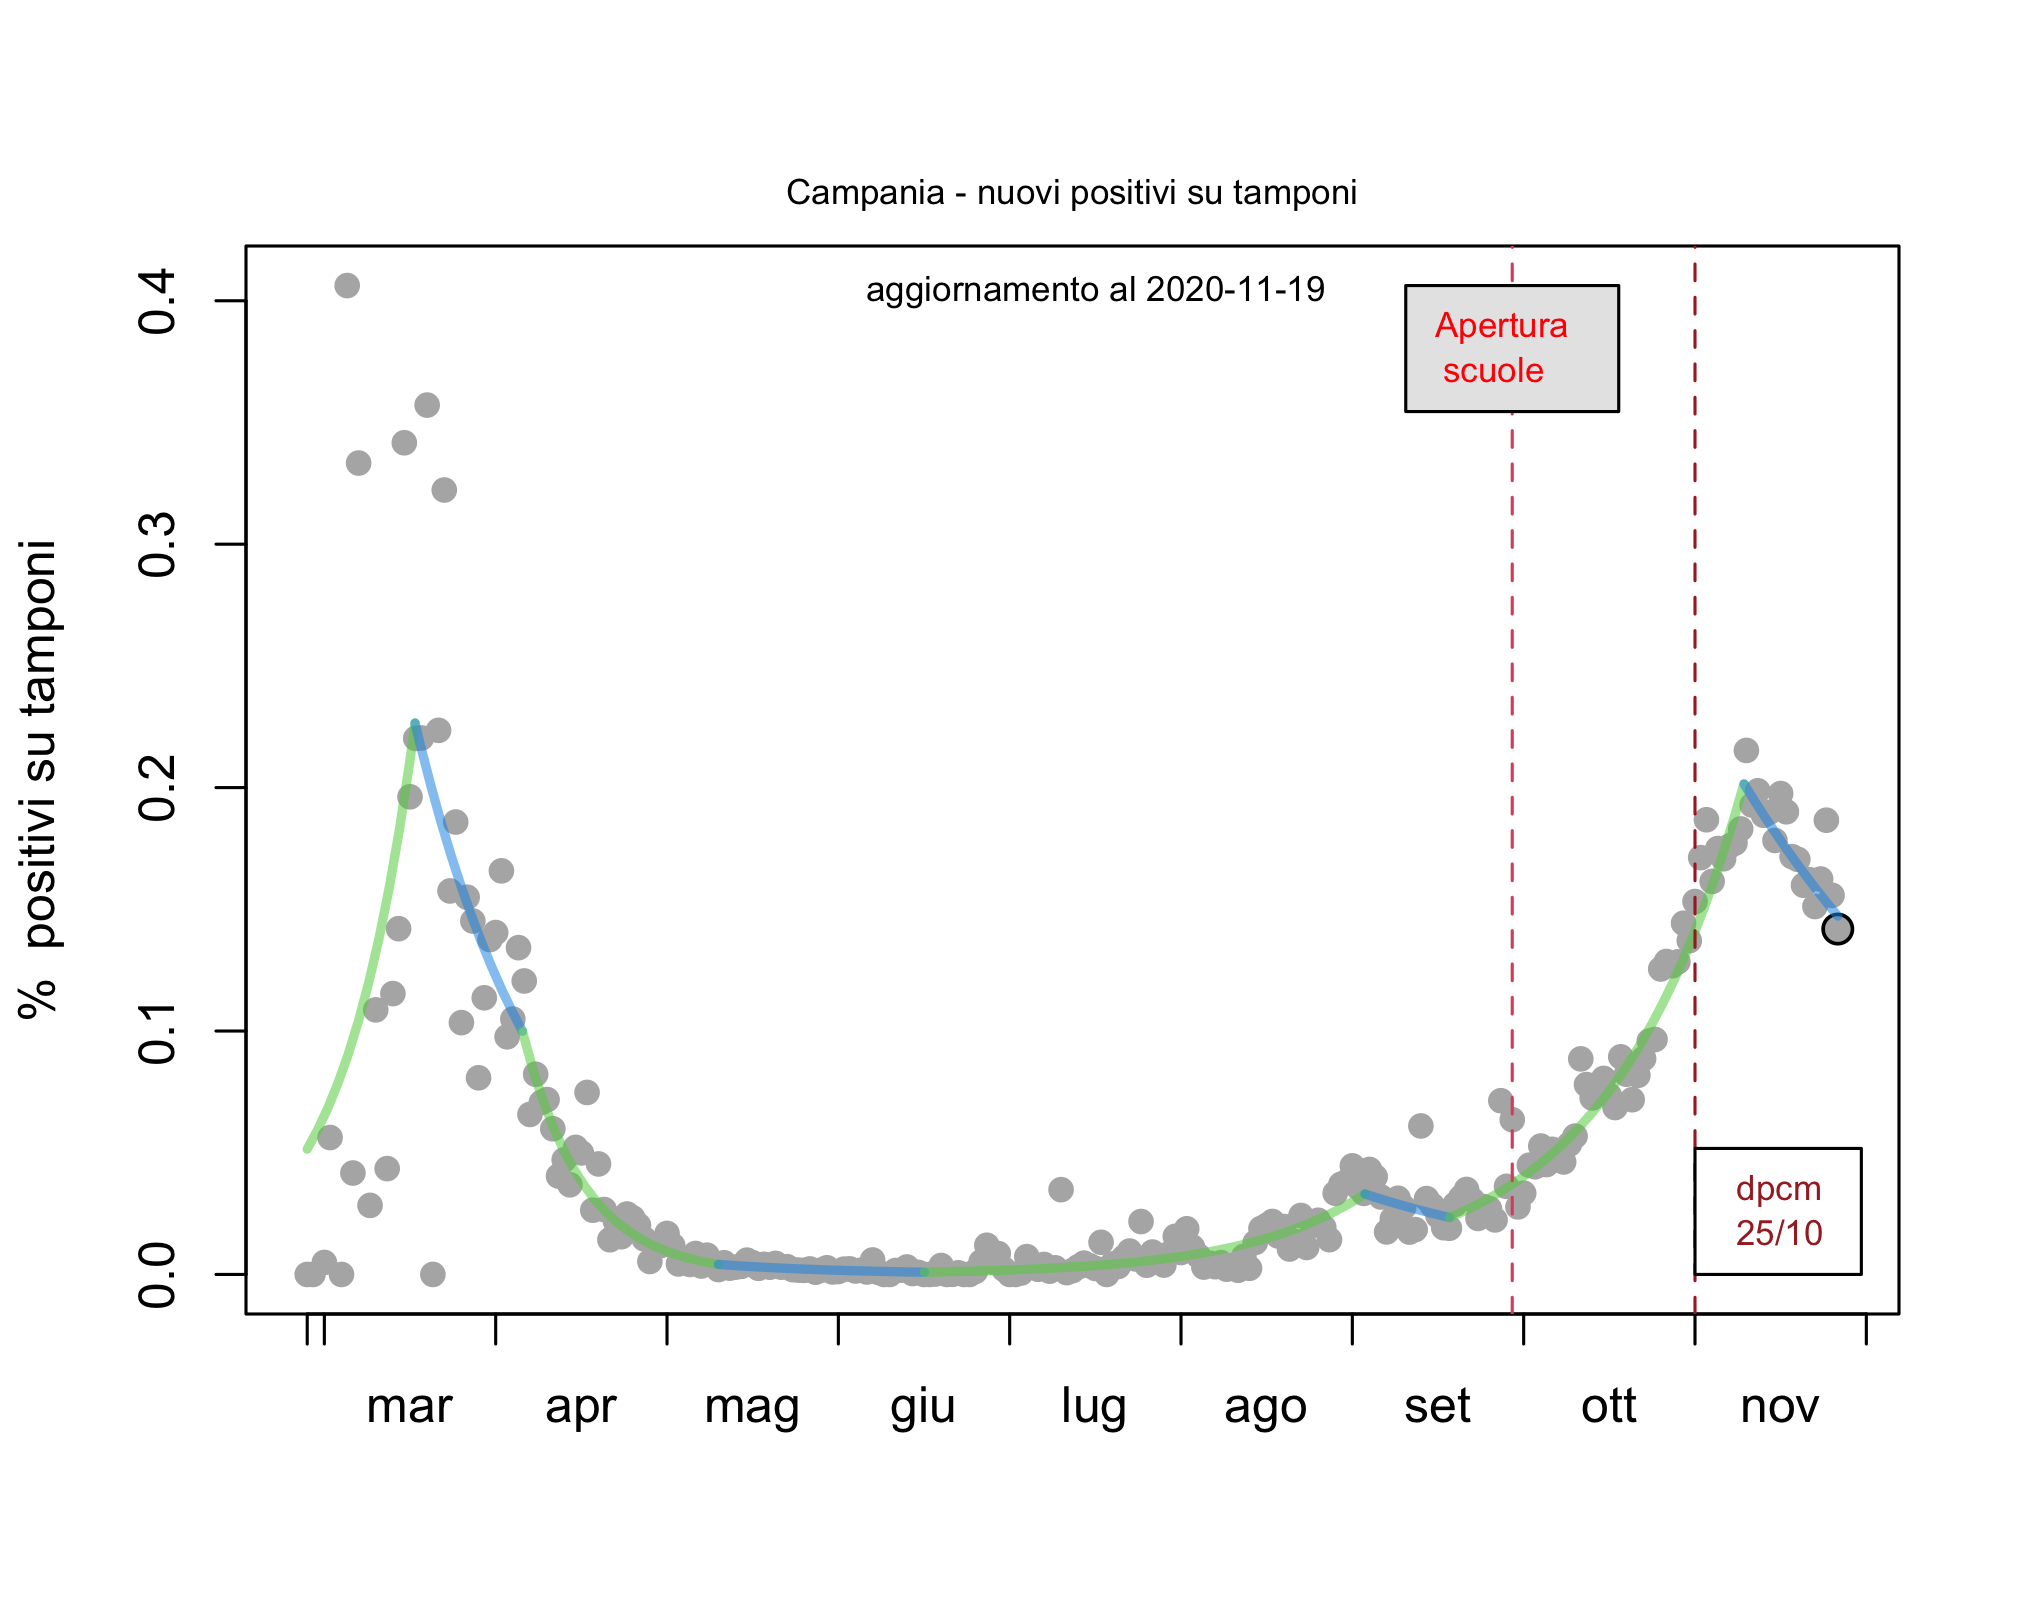 Campania - nuovi positivi su tamponi
aggiornamento al 2020-11-19
Apertura
scuole
% positivi su tamponi
0.4
0.3
0.2
0.1
0.0
dpcm
25/10
mar apr mag giu lug ago set ott nov